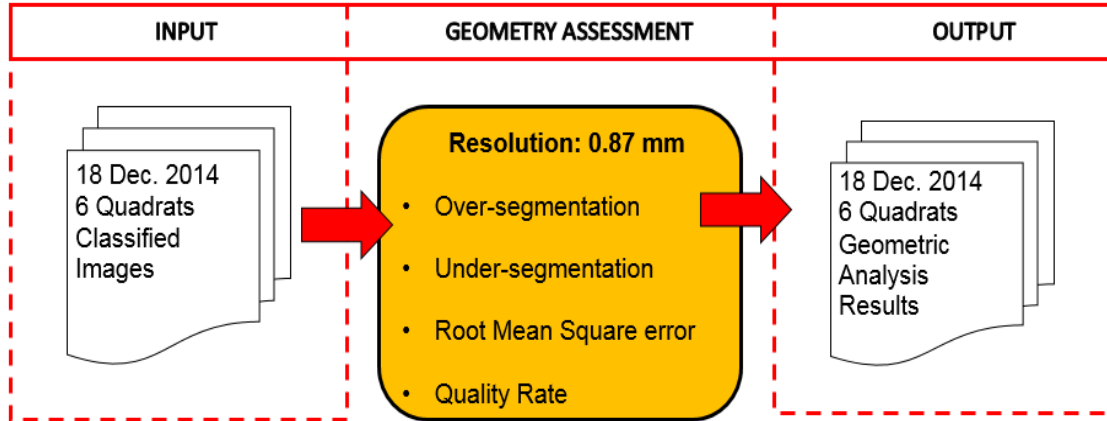 INPUT
GEOMETRY ASSESSMENT
OUTPUT
18 Dec. 2014
6 Quadrats
Classified
Images
Resolution: 0.87 mm
• Over-segmentation
• Under-segmentation
• Root Mean Square error
• Quality Rate
18 Dec. 2014
6 Quadrats
Geometric
Analysis
Results